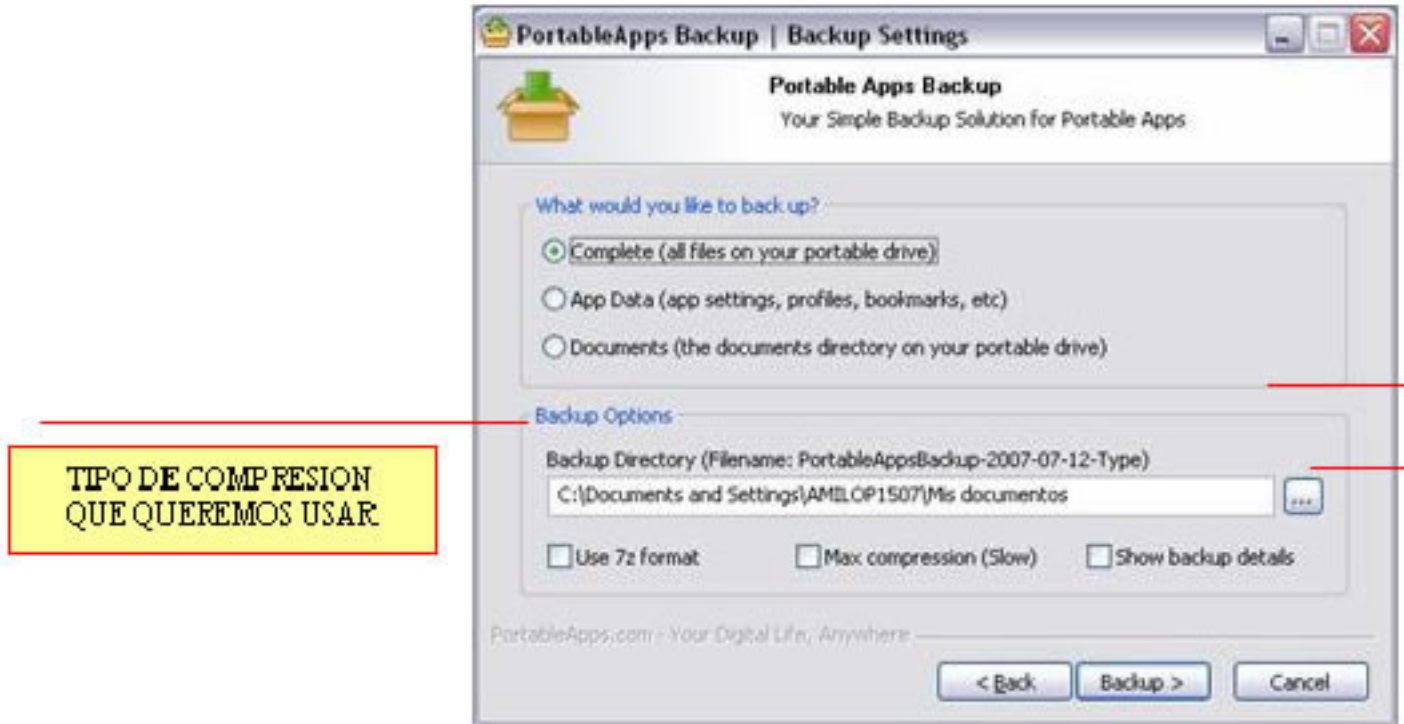 PortableApps Backup | Backup Settings
Portable Apps Backup
Your Simple Backup Solution for Portable Apps
What would you like to back up?
Complete (all files on your portable drive)
App Data (app settings, profiles, bookmarks, etc)
Documents (the documents directory on your portable drive)
Backup Options
TIPO DE COMPRESION
QUE QUEREMOS USAR
Backup Directory (Filename: PortableAppsBackup-2007-07-12-Type)
C:\Documents and Settings\AMILOP1507\Mis documentos
...
Use 7z format
Max compression (Slow)
Show backup details
PortableApps.com - Your Digital Life, Anywhere
< Back
Backup >
Cancel